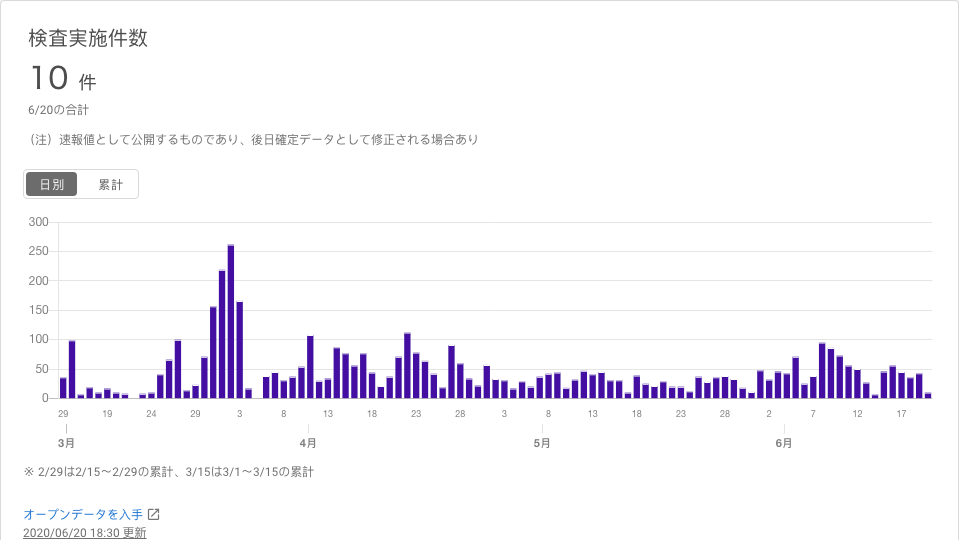 検査実施件数
10 件
6/20の合計
（注）速報値として公開するものであり、後日確定データとして修正される場合あり
日別 累計
300
250
200
150
100
50
0
29 19 24 29 3 8 13 18 23 28 3 8 13 18 23 28 2 7 12 17
3月 4月 5月 6月
※ 2/29は2/15～2/29の累計、3/15は3/1～3/15の累計
オープンデータを入手
2020/06/20 18:30 更新